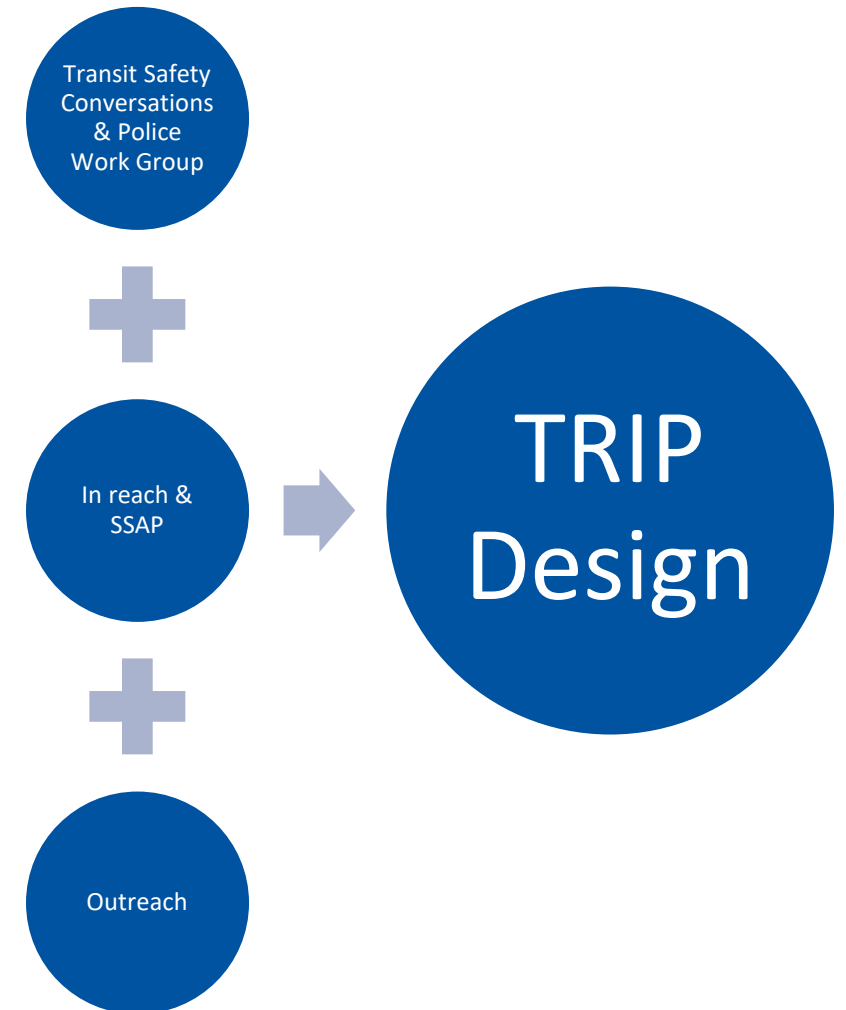 Transit Safety
Conversations
& Police
Work Group
In reach &
SSAP
TRIP
Design
Outreach